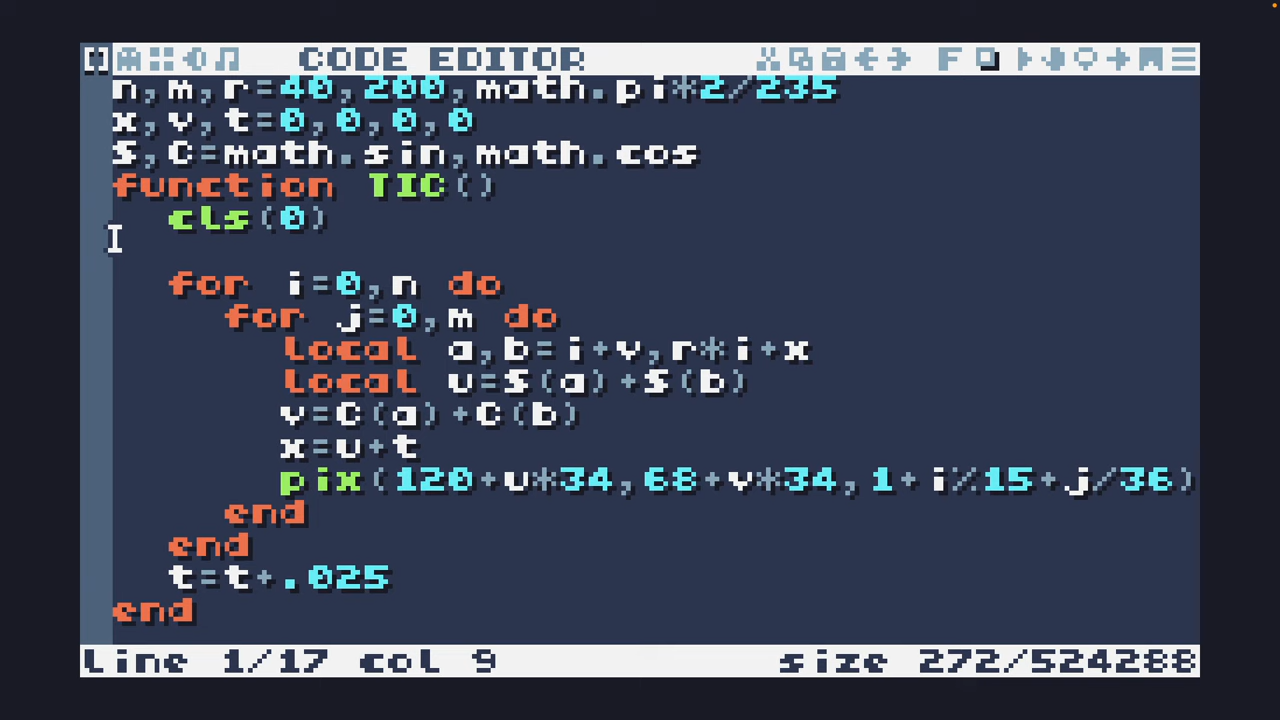 CODE EDITOR
n,m,r=40,200,math.pi*2/235
x,v,t=0,0,0,0
S,C=math.sin,math.cos
function TIC()
cls(0)
for i=0,n do
for j=0,m do
local a,b=i+v,r*i+x
local u=S(a)+S(b)
v=C(a)+C(b)
x=u+t
pix(120+u*34,68+v*34,1+i%15+j/36)
end
end
t=t+.025
end
line 1/17 col 9
size 272/524288